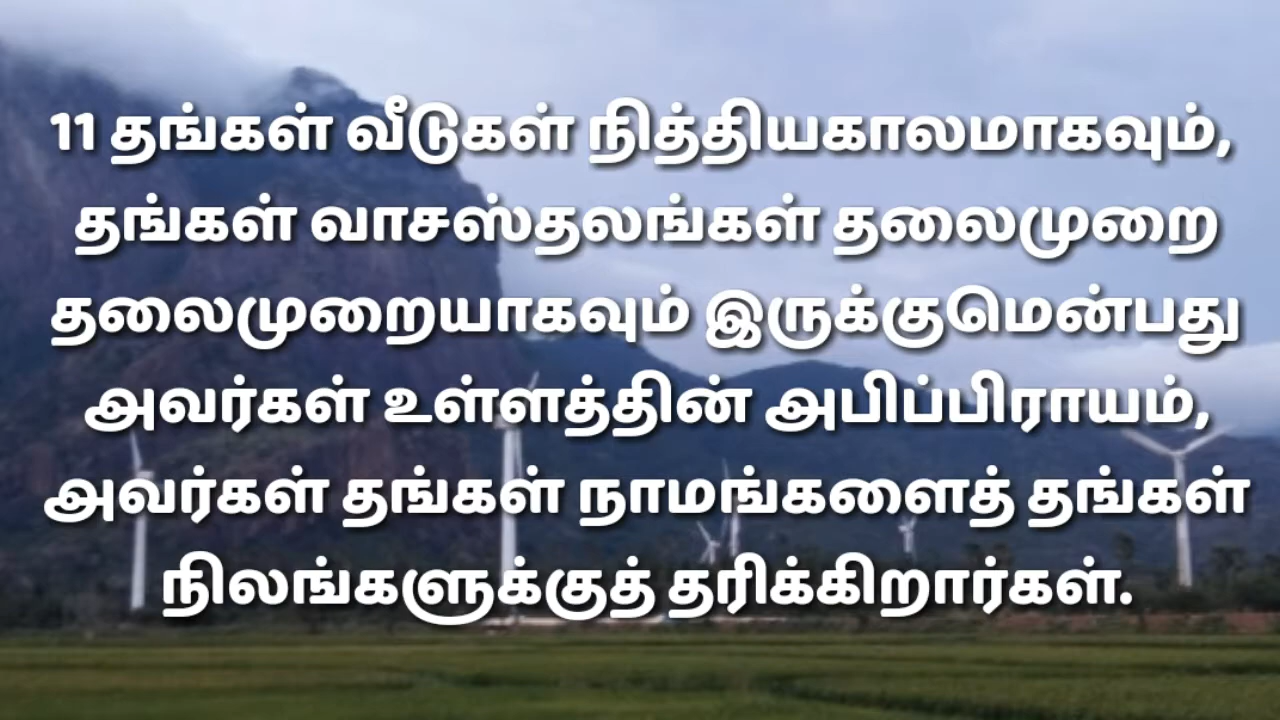 11 தங்கள் வீடுகள் நித்தியகாலமாகவும்,
தங்கள் வாசஸ்தலங்கள் தலைமுறை
தலைமுறையாகவும் இருக்குமென்பது
அவர்கள் உள்ளத்தின் அபிப்பிராயம்,
அவர்கள் தங்கள் நாமங்களைத் தங்கள்
நிலங்களுக்குத் தரிக்கிறார்கள்.